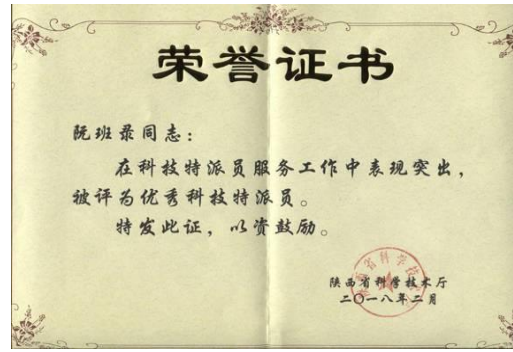 荣誉证书
阮班录同志：
在科技特派员服务工作中表现突出，
被评为优秀科技特派员。
特发此证，以资鼓励。
陕西省科学技术厅
二〇一八年二月